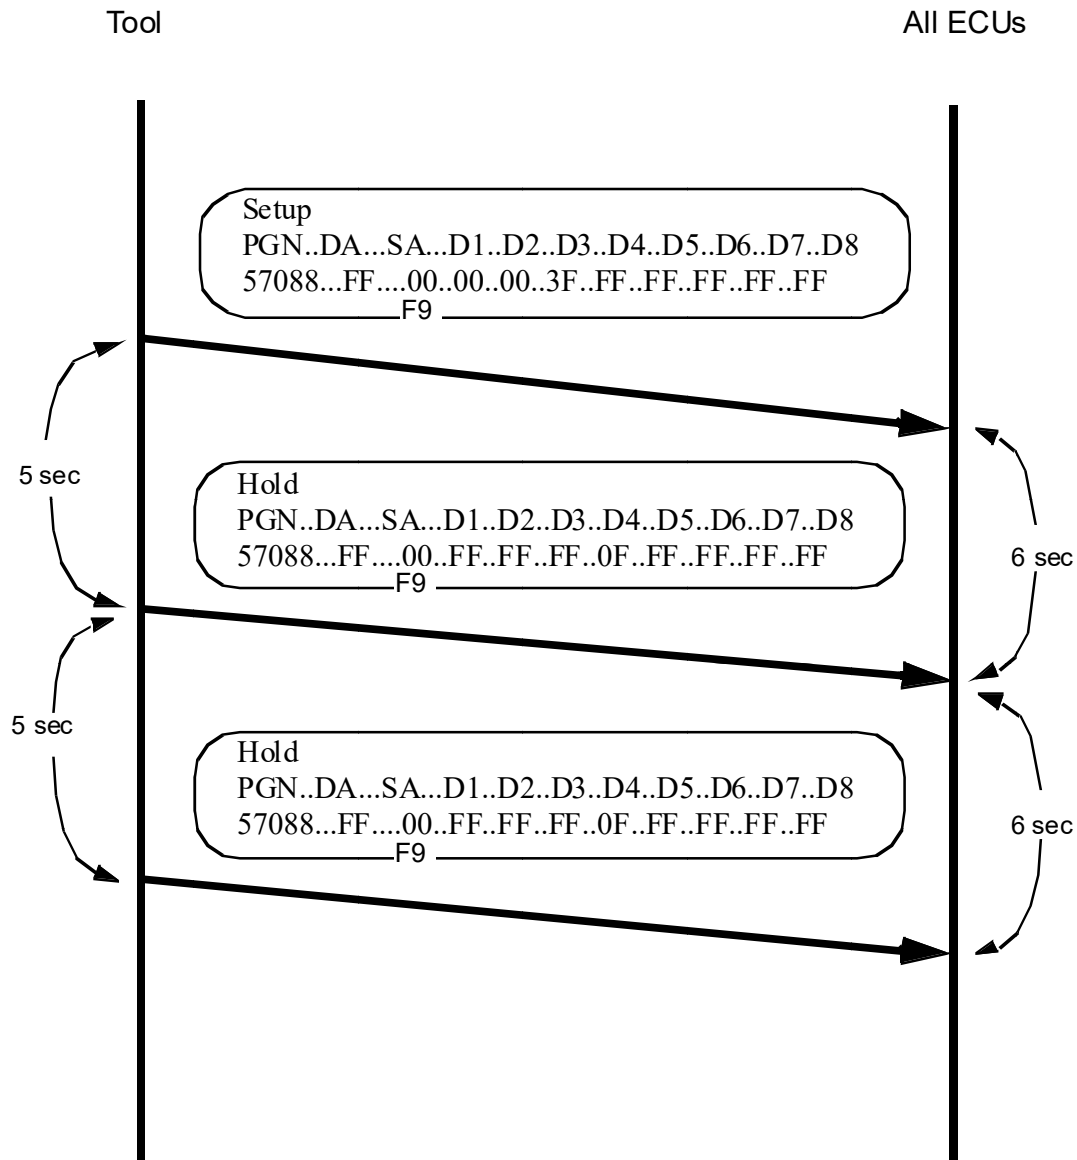 Tool
All ECUs
Setup
PGN..DA...SA...D1..D2..D3..D4..D5..D6..D7..D8
57088...FF....00..00..00..3F..FF..FF..FF..FF..FF
F9
5 sec
Hold
PGN..DA...SA...D1..D2..D3..D4..D5..D6..D7..D8
57088...FF....00..FF..FF..FF..0F..FF..FF..FF..FF
F9
6 sec
5 sec
Hold
PGN..DA...SA...D1..D2..D3..D4..D5..D6..D7..D8
57088...FF....00..FF..FF..FF..0F..FF..FF..FF..FF
F9
6 sec